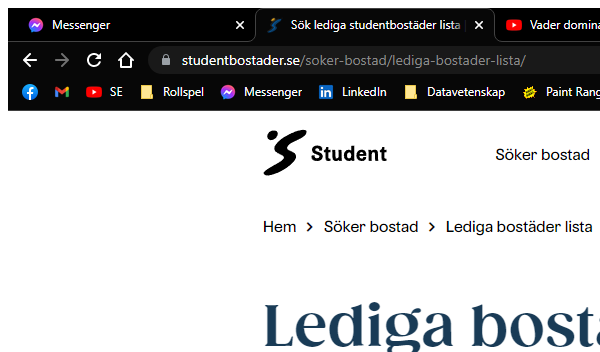 Messenger Sök lediga studentbostäder lista Vader domina
studentbostader.se/soker-bostad/lediga-bostader-lista/
SE Rollspel Messenger LinkedIn Datavetenskap Paint Rang
Student Söker bostad
Hem > Söker bostad > Lediga bostäder lista
Lediga bosta